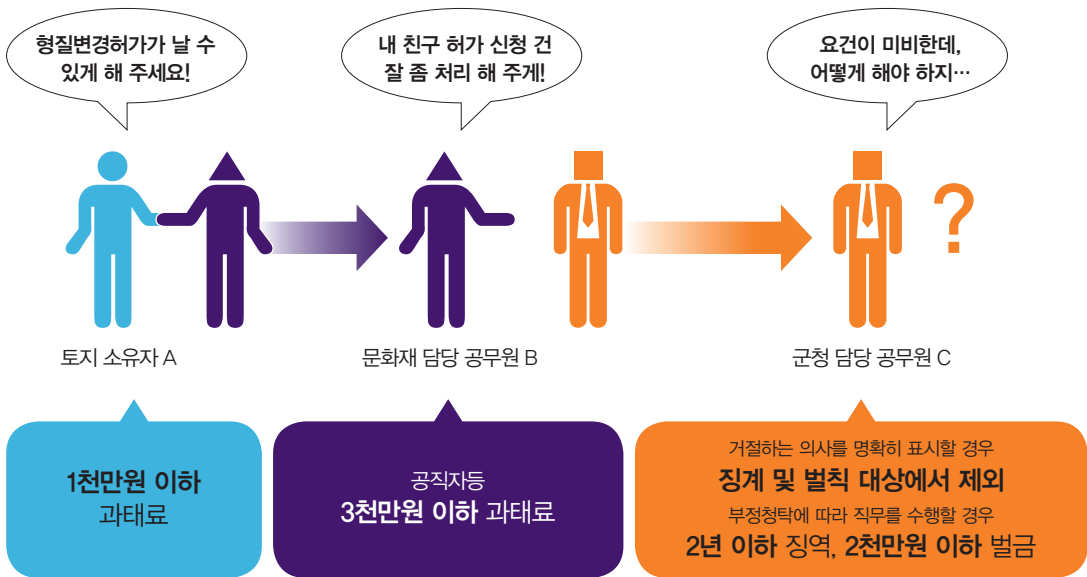 형질변경허가가 날 수
있게 해 주세요!
내 친구 허가 신청 건
잘 좀 처리 해 주게!
요건이 미비한데,
어떻게 해야 하지…
?
토지 소유자 A
문화재 담당 공무원 B
군청 담당 공무원 C
1천만원 이하
과태료
공직자등
3천만원 이하 과태료
거절하는 의사를 명확히 표시할 경우
징계 및 벌칙 대상에서 제외
부정청탁에 따라 직무를 수행할 경우
2년 이하 징역, 2천만원 이하 벌금